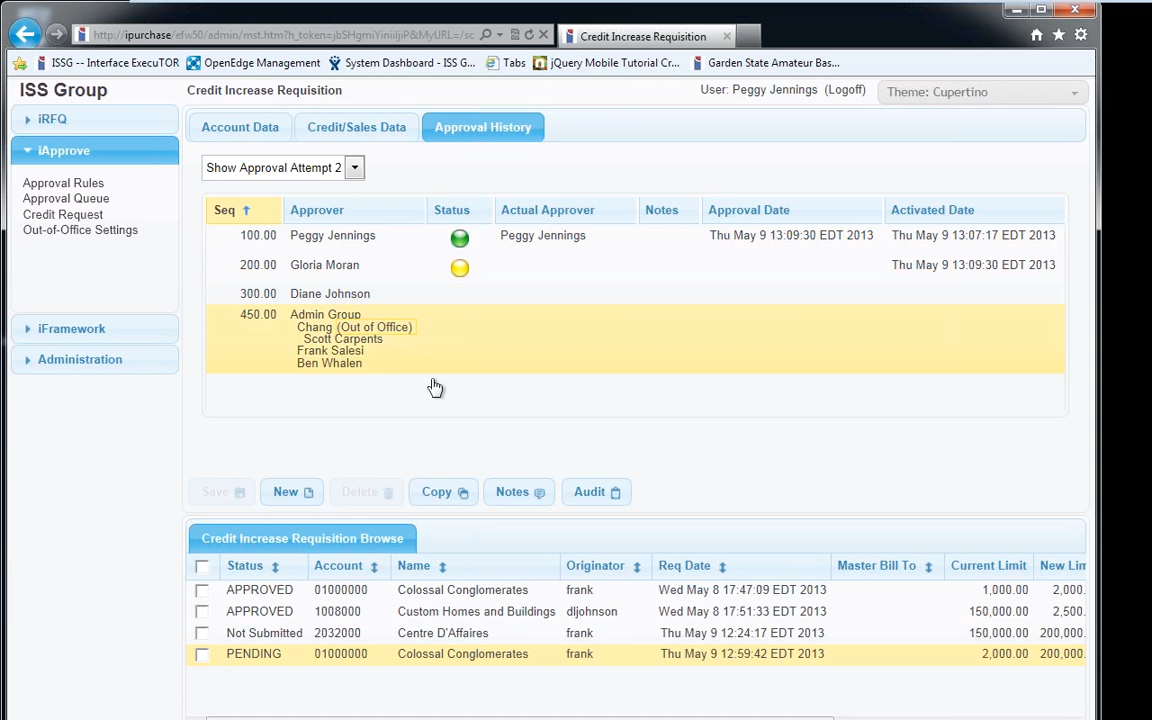 http://ipurchase/efw50/admin/mst.htm?h_token=
Credit Increase Requisition
ISSG -- Interface ExecuTOR
OpenEdge Management
System Dashboard - ISS G...
Tabs
jQuery Mobile Tutorial Cr...
Garden State Amateur Bas...
ISS Group
Credit Increase Requisition
User: Peggy Jennings (Logoff)
Theme: Cupertino
iRFQ
iApprove
Approval Rules
Approval Queue
Credit Request
Out-of-Office Settings
iFramework
Administration
Account Data
Credit/Sales Data
Approval History
Show Approval Attempt 2
Seq Approver Status Actual Approver Notes Approval Date Activated Date
100.00 Peggy Jennings Peggy Jennings Thu May 9 13:09:30 EDT 2013 Thu May 9 13:07:17 EDT 2013
200.00 Gloria Moran Thu May 9 13:09:30 EDT 2013
300.00 Diane Johnson
450.00 Admin Group
Chang (Out of Office)
Scott Carpents
Frank Salesi
Ben Whalen
Save New Delete Copy Notes Audit
Credit Increase Requisition Browse
Status Account Name Originator Req Date Master Bill To Current Limit New Lim
APPROVED 01000000 Colossal Conglomerates frank Wed May 8 17:47:09 EDT 2013 1,000.00 2,000.
APPROVED 1008000 Custom Homes and Buildings dljohnson Wed May 8 17:51:33 EDT 2013 150,000.00 2,500.
Not Submitted 2032000 Centre D'Affaires frank Thu May 9 12:24:17 EDT 2013 150,000.00 200,000.
PENDING 01000000 Colossal Conglomerates frank Thu May 9 12:59:42 EDT 2013 2,000.00 200,000.